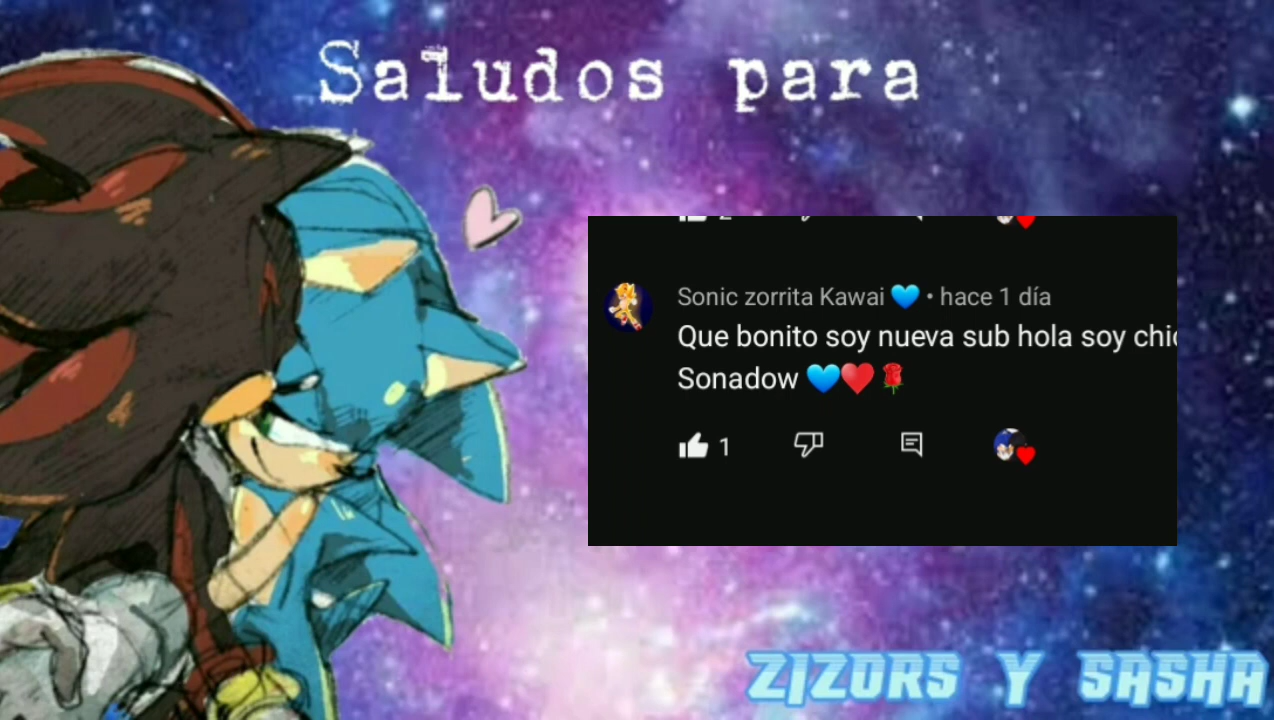 Saludos para
Sonic zorrita Kawai 💙 • hace 1 día
Que bonito soy nueva sub hola soy
Sonadow 💙❤️🌹
1
ZIZORS Y SASHA